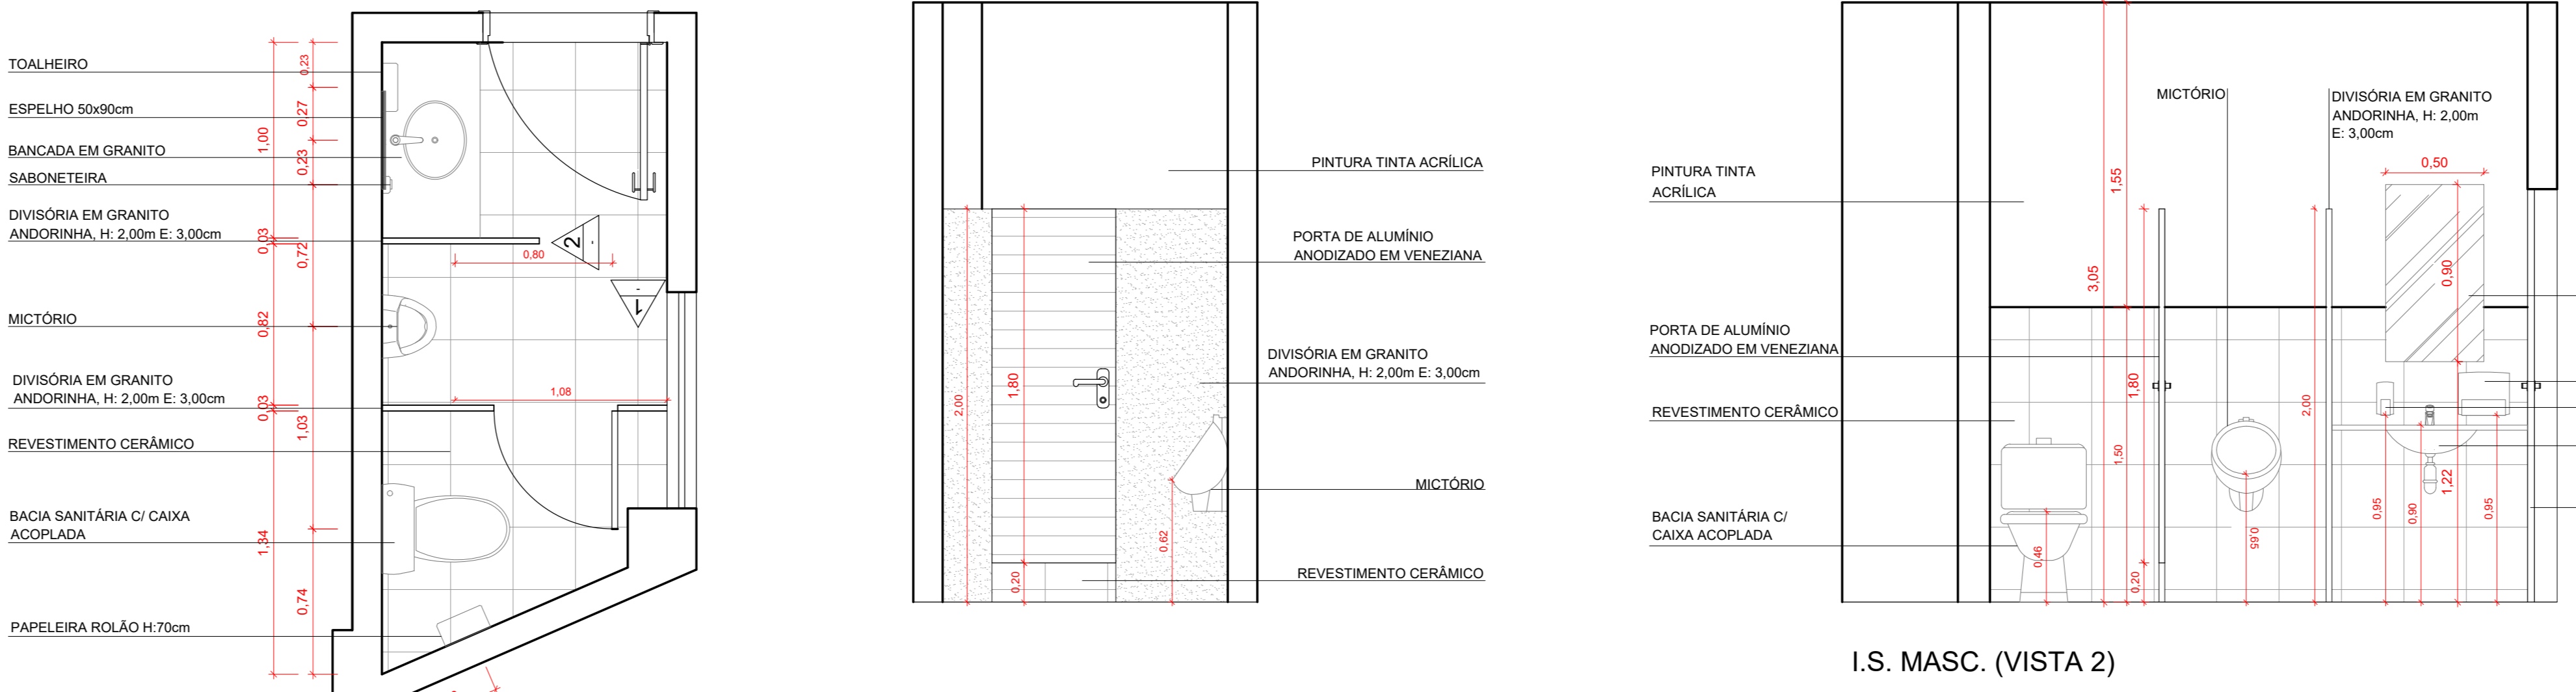 TOALHEIRO
ESPELHO 50x90cm
BANCADA EM GRANITO
SABONETEIRA
DIVISÓRIA EM GRANITO
ANDORINHA, H: 2,00m E: 3,00cm
MICTÓRIO
DIVISÓRIA EM GRANITO
ANDORINHA, H: 2,00m E: 3,00cm
REVESTIMENTO CERÂMICO
BACIA SANITÁRIA C/ CAIXA
ACOPLADA
PAPELEIRA ROLÃO H:70cm
1,00
0,03
0,82
0,03
1,34
0,23
0,27
0,23
0,72
1,03
0,74
0,80
1,08
2
1
PINTURA TINTA ACRÍLICA
PORTA DE ALUMÍNIO
ANODIZADO EM VENEZIANA
DIVISÓRIA EM GRANITO
ANDORINHA, H: 2,00m E: 3,00cm
MICTÓRIO
REVESTIMENTO CERÂMICO
2,00
1,80
0,20
0,62
PINTURA TINTA
ACRÍLICA
PORTA DE ALUMÍNIO
ANODIZADO EM VENEZIANA
REVESTIMENTO CERÂMICO
BACIA SANITÁRIA C/
CAIXA ACOPLADA
MICTÓRIO
DIVISÓRIA EM GRANITO
ANDORINHA, H: 2,00m
E: 3,00cm
0,50
1,55
3,05
0,90
1,80
2,00
1,50
0,46
0,20
0,65
0,95
0,90
1,22
0,95
I.S. MASC. (VISTA 2)